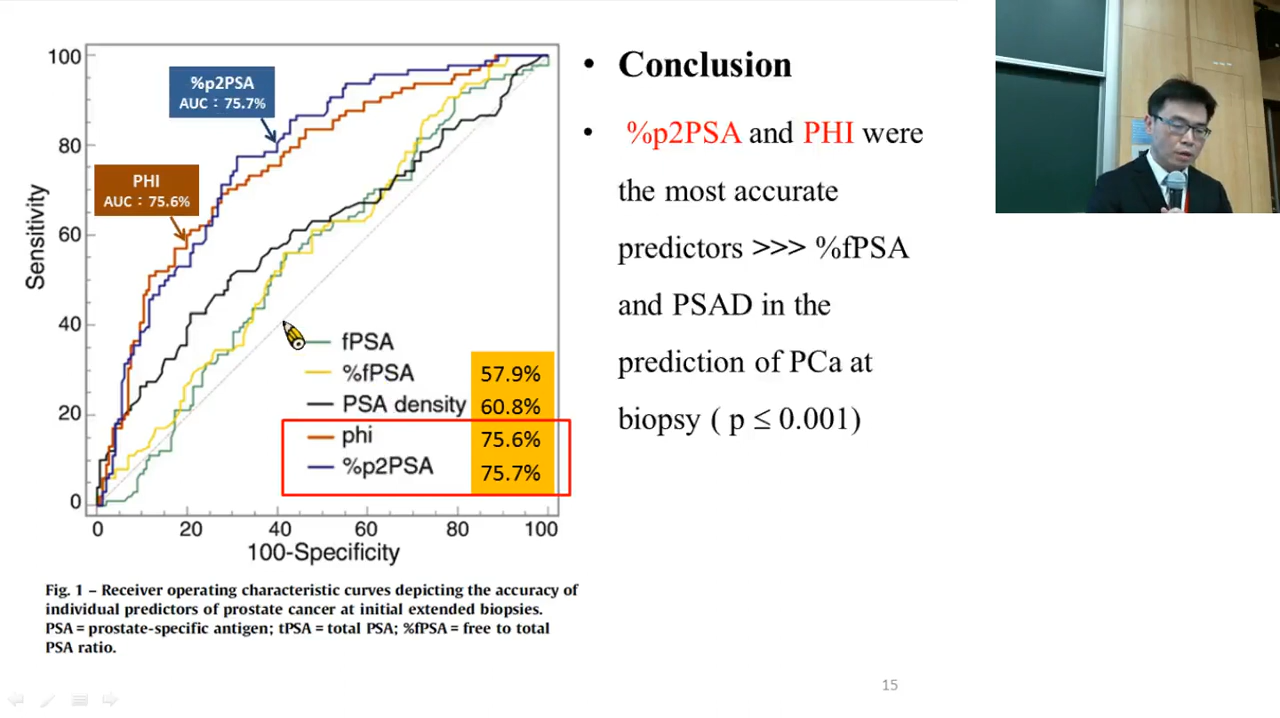 100
80
60
40
20
0
Sensitivity
%p2PSA
AUC：75.7%
PHI
AUC：75.6%
fPSA
%fPSA 57.9%
PSA density 60.8%
phi 75.6%
%p2PSA 75.7%
0 20 40 60 80 100
100-Specificity
Fig. 1 – Receiver operating characteristic curves depicting the accuracy of
individual predictors of prostate cancer at initial extended biopsies.
PSA = prostate-specific antigen; tPSA = total PSA; %fPSA = free to total
PSA ratio.
• Conclusion
• %p2PSA and PHI were
the most accurate
predictors >>> %fPSA
and PSAD in the
prediction of PCa at
biopsy ( p ≤ 0.001)
15